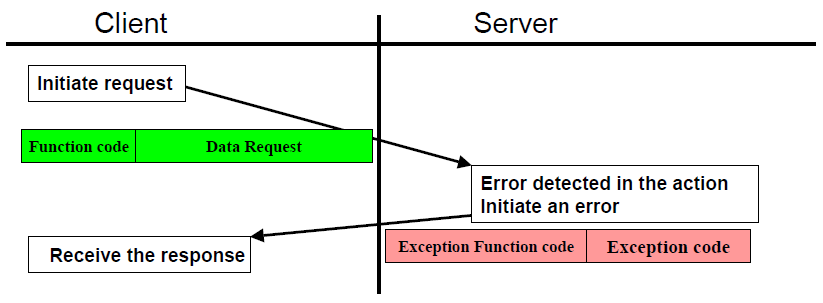 Client
Server
Initiate request
Function code
Data Request
Error detected in the action
Initiate an error
Receive the response
Exception Function code
Exception code